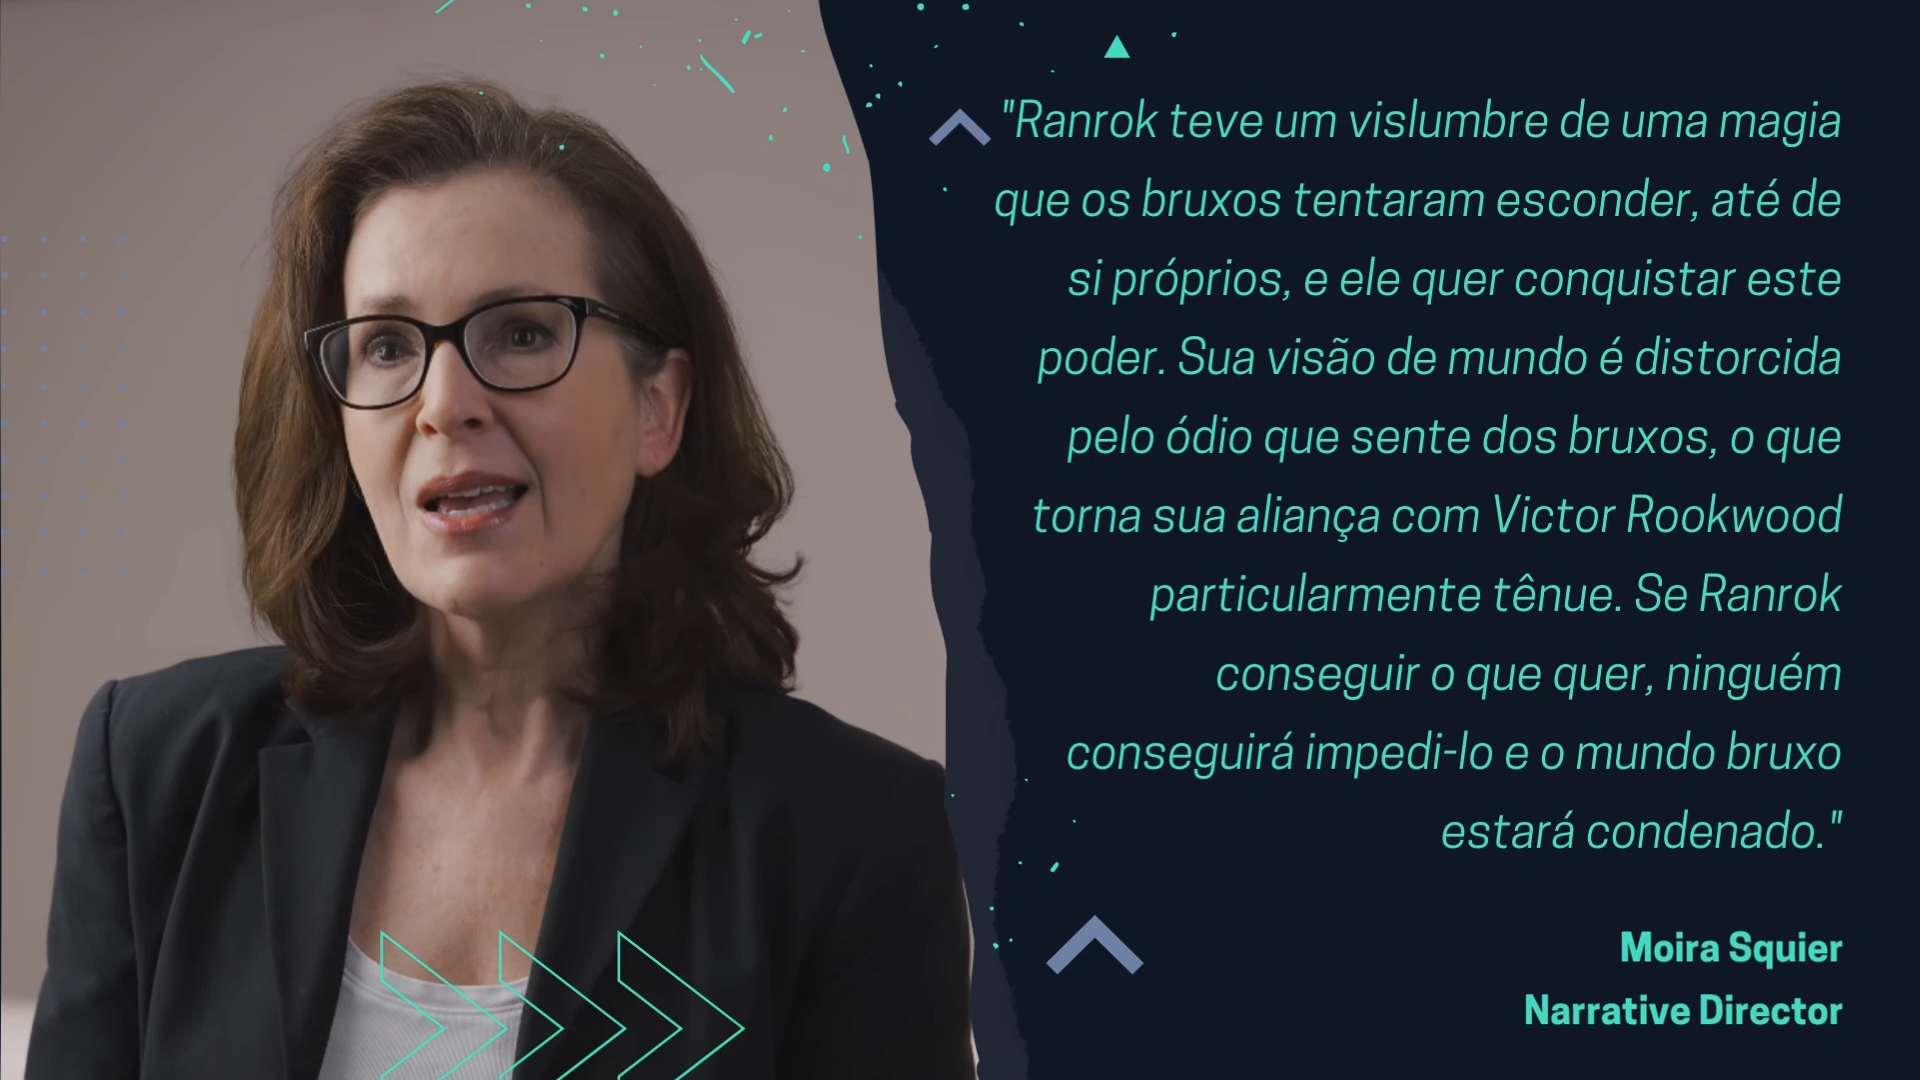 "Ranrok teve um vislumbre de uma magia
que os bruxos tentaram esconder, até de
si próprios, e ele quer conquistar este
poder. Sua visão de mundo é distorcida
pelo ódio que sente dos bruxos, o que
torna sua aliança com Victor Rookwood
particularmente tênue. Se Ranrok
conseguir o que quer, ninguém
conseguirá impedi-lo e o mundo bruxo
estará condenado."
Moira Squier
Narrative Director